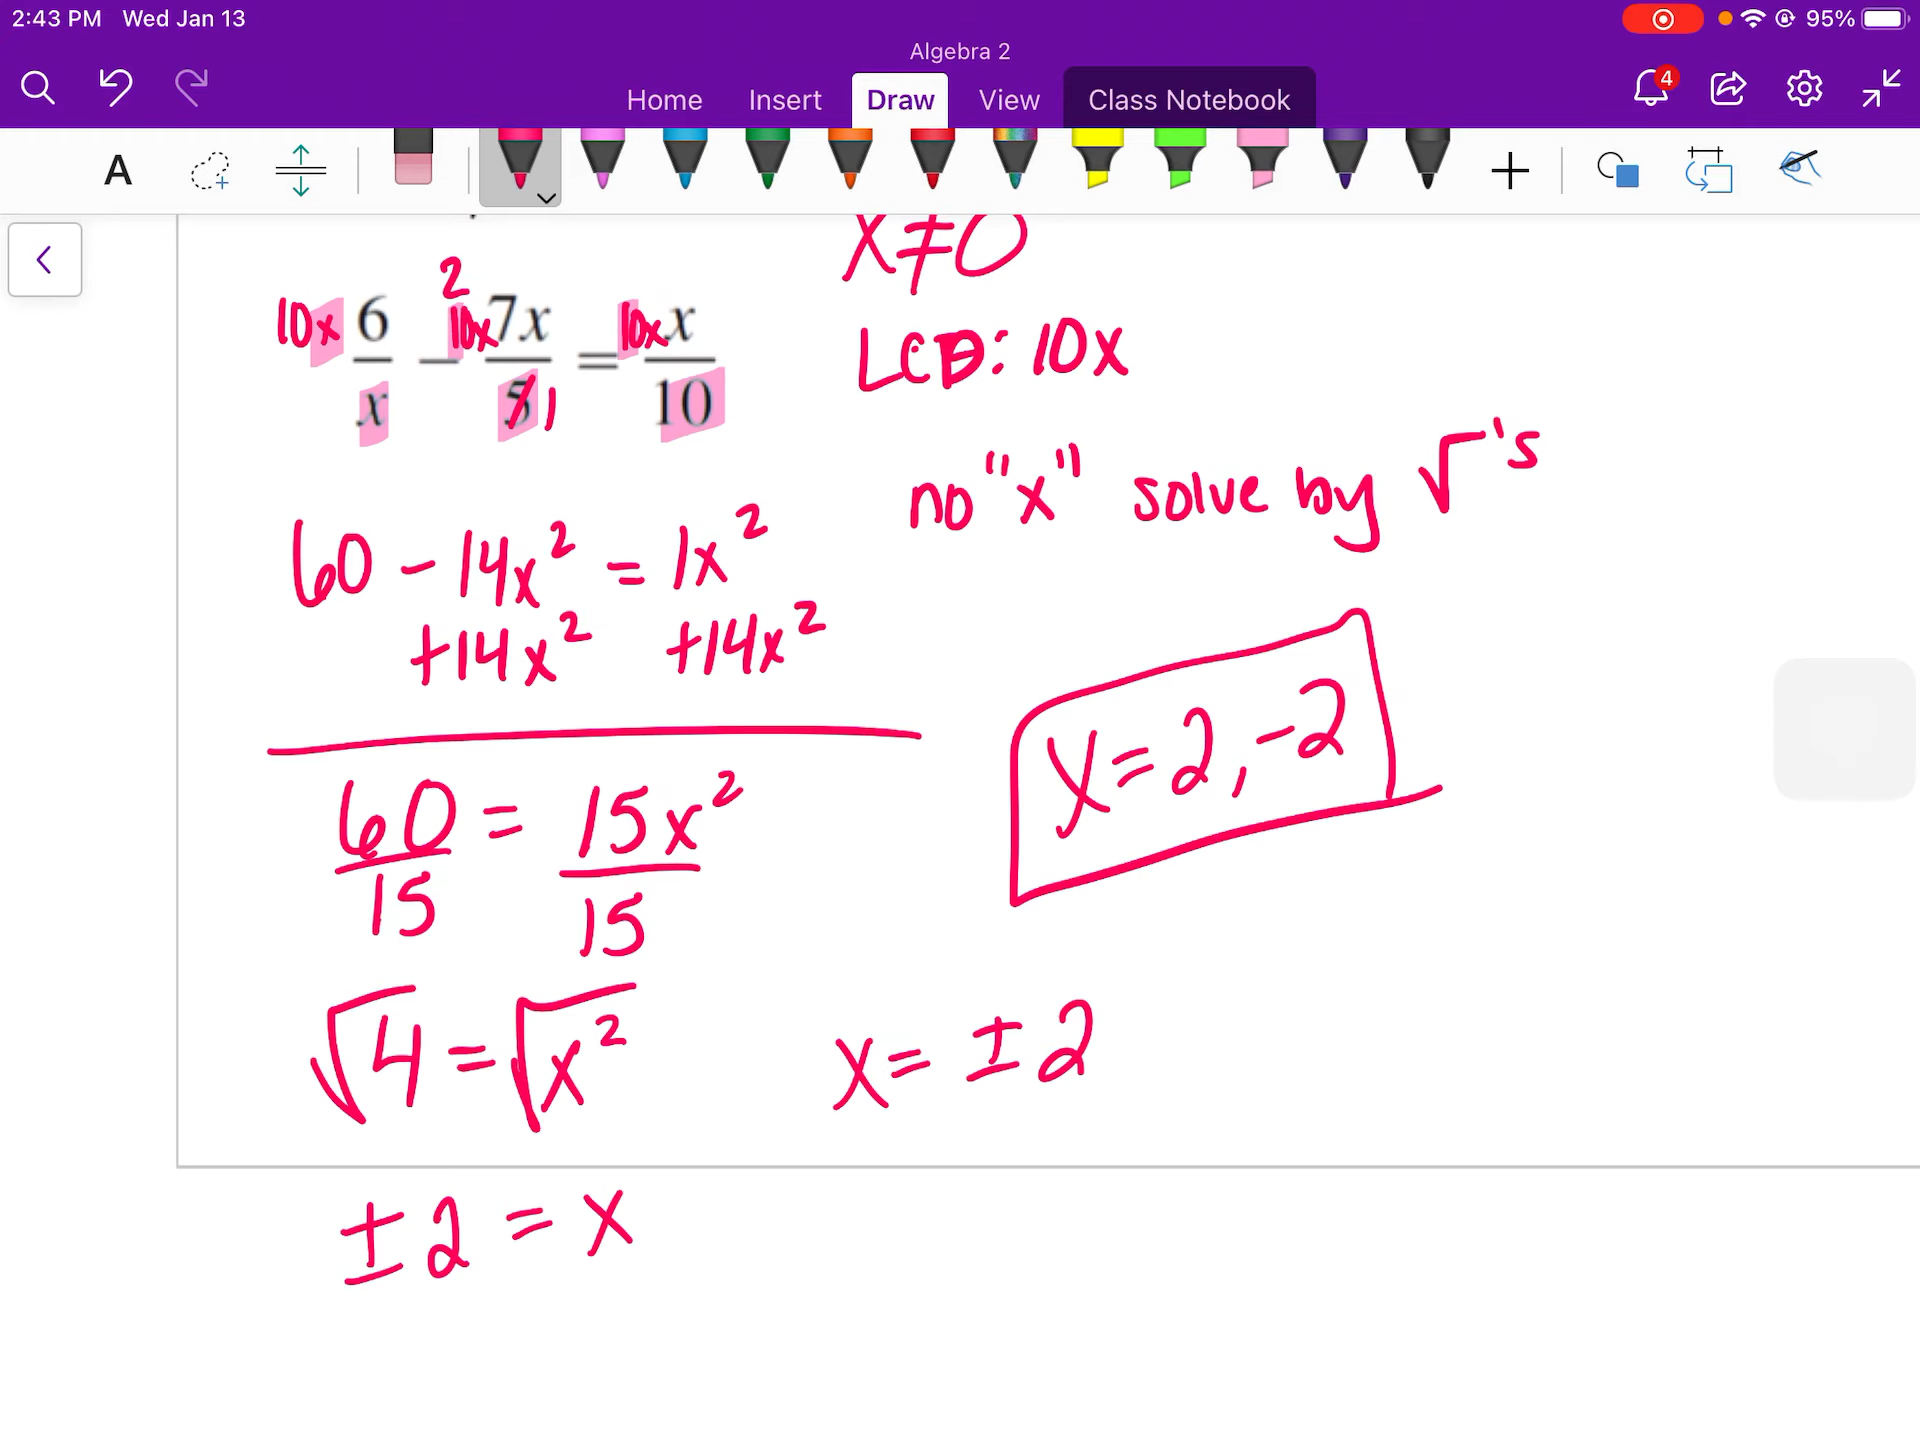 2:43 PM Wed Jan 13
95%
Algebra 2
Home Insert Draw View Class Notebook
4
A
x≠0
10x 6/x - 2 10x 7x/5 1 = 10x x/10
LCD: 10x
no "x" solve by √'s
60 - 14x² = 1x²
+14x² +14x²
60/15 = 15x²/15
x = 2, -2
√4 = √x²
x = ±2
±2 = x